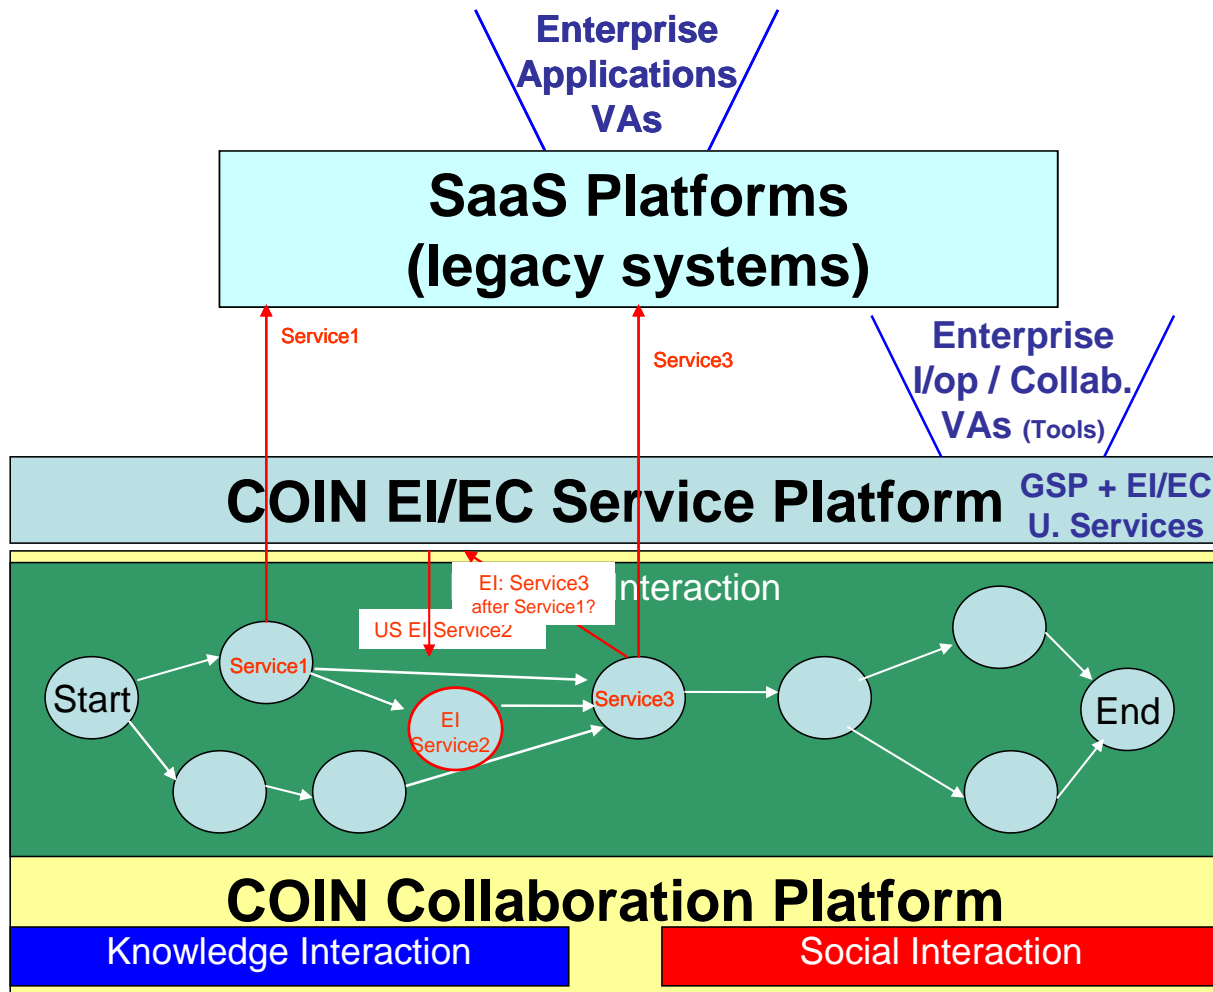 Enterprise
Applications
VAs
SaaS Platforms
(legacy systems)
Service1
Service3
Enterprise
I/op / Collab.
VAs (Tools)
COIN EI/EC Service Platform
GSP + EI/EC
U. Services
Interaction
EI: Service3
after Service1?
US EI Service2
Service1
Start
EI
Service2
Service3
End
COIN Collaboration Platform
Knowledge Interaction
Social Interaction